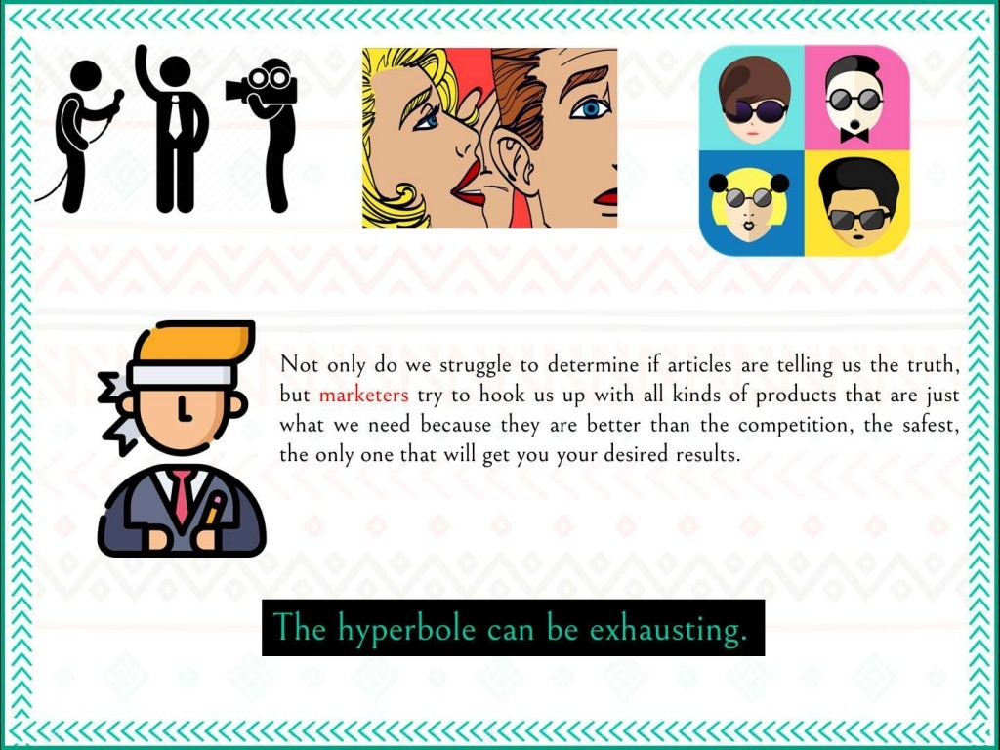 Not only do we struggle to determine if articles are telling us the truth,
but marketers try to hook us up with all kinds of products that are just
what we need because they are better than the competition, the safest,
the only one that will get you your desired results.
The hyperbole can be exhausting.